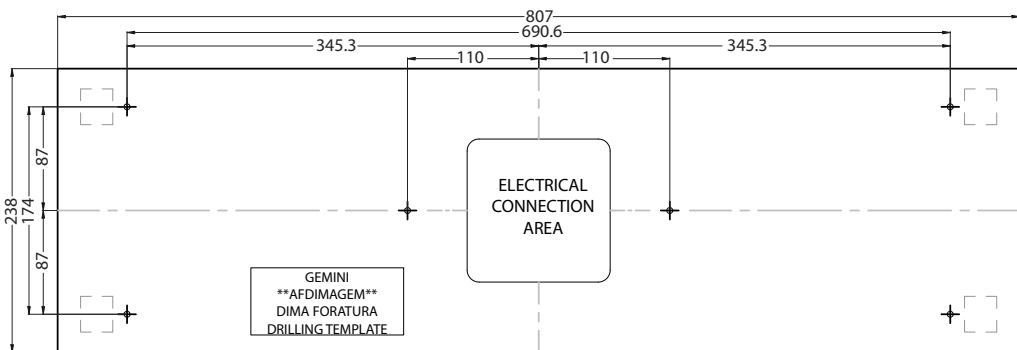 807
690.6
345.3
345.3
110
110
87
174
238
87
ELECTRICAL
CONNECTION
AREA
GEMINI
**AFDIMAGEM**
DIMA FORATURA
DRILLING TEMPLATE